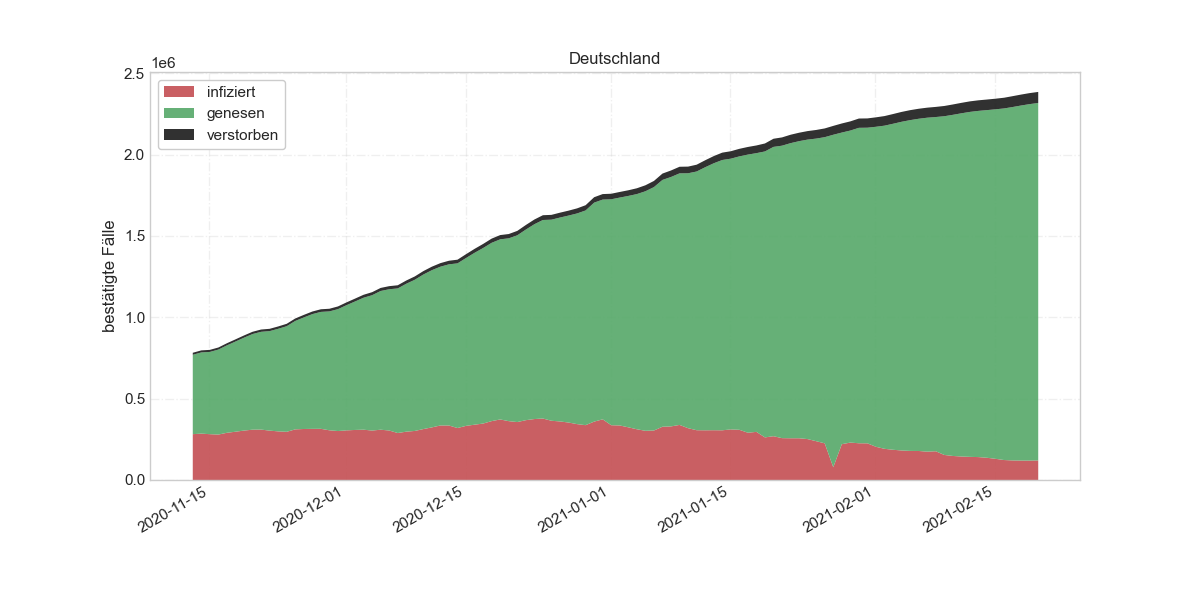 Deutschland
1e6
2.5
2.0
1.5
1.0
0.5
0.0
bestätigte Fälle
infiziert
genesen
verstorben
2020-11-15
2020-12-01
2020-12-15
2021-01-01
2021-01-15
2021-02-01
2021-02-15